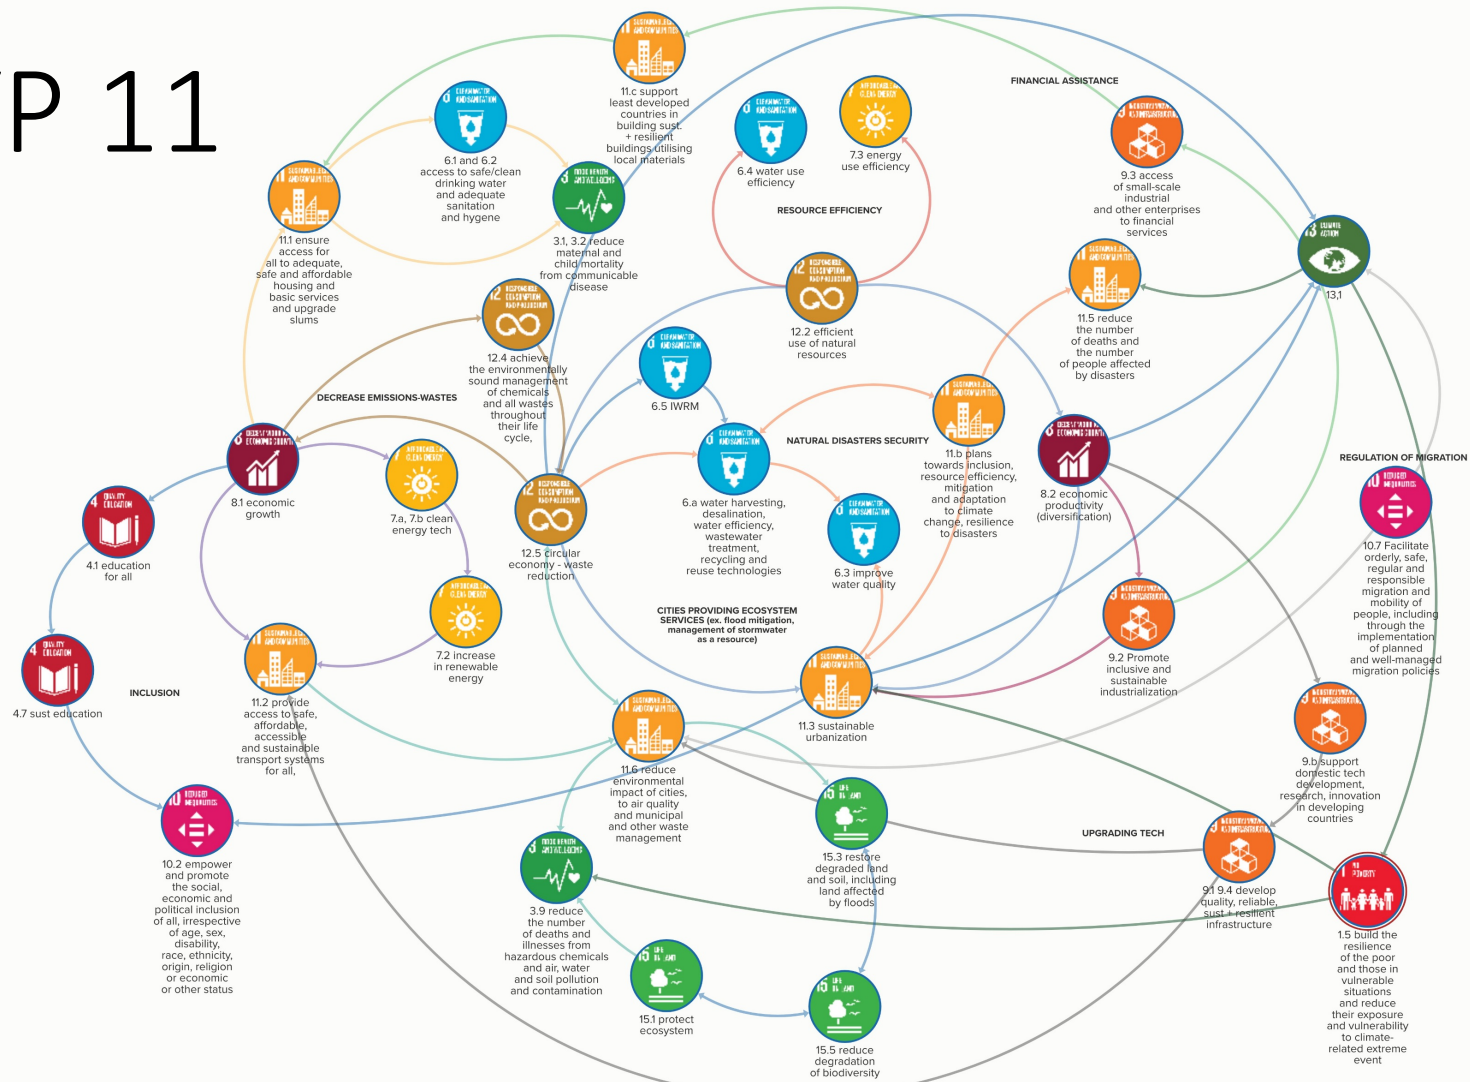 P 11
11.c support
least developed
countries in
building sust.
+ resilient
buildings utilising
local materials
FINANCIAL ASSISTANCE
6.1 and 6.2
access to safe/clean
drinking water
and adequate
sanitation
and hygene
6.4 water use
efficiency
7.3 energy
use efficiency
RESOURCE EFFICIENCY
9.3 access
of small-scale
industrial
and other enterprises
to financial
services
11.1 ensure
access for
all to adequate,
safe and affordable
housing and
basic services
and upgrade
slums
3.1, 3.2 reduce
maternal and
child mortality
from communicable
disease
13,1
12.2 efficient
use of natural
resources
11.5 reduce
the number
of deaths and
the number
of people affected
by disasters
12.4 achieve
the environmentally
sound management
of chemicals
and all wastes
throughout
their life
cycle,
DECREASE EMISSIONS-WASTES
6.5 IWRM
NATURAL DISASTERS SECURITY
11.b plans
towards inclusion,
resource efficiency,
mitigation
and adaptation
to climate
change, resilience
to disasters
REGULATION OF MIGRATION
8.1 economic
growth
7.a, 7.b clean
energy tech
6.a water harvesting,
desalination,
water efficiency,
wastewater
treatment,
recycling and
reuse technologies
8.2 economic
productivity
(diversification)
10.7 Facilitate
orderly, safe,
regular and
responsible
migration and
mobility of
people, including
through the
implementation
of planned
and well-managed
migration policies
4.1 education
for all
12.5 circular
economy - waste
reduction
6.3 improve
water quality
CITIES PROVIDING ECOSYSTEM
SERVICES (ex. flood mitigation,
management of stormwater
as a resource)
9.2 Promote
inclusive and
sustainable
industrialization
7.2 increase
in renewable
energy
INCLUSION
4.7 sust education
11.2 provide
access to safe,
affordable,
accessible
and sustainable
transport systems
for all,
11.3 sustainable
urbanization
11.6 reduce
environmental
impact of cities,
to air quality
and municipal
and other waste
management
9.b support
domestic tech
development,
research, innovation
in developing
countries
UPGRADING TECH
10.2 empower
and promote
the social,
economic and
political inclusion
of all, irrespective
of age, sex,
disability,
race, ethnicity,
origin, religion
or economic
or other status
15.3 restore
degraded land
and soil, including
land affected
by floods
9.1 9.4 develop
quality, reliable,
sust + resilient
infrastructure
3.9 reduce
the number
of deaths and
illnesses from
hazardous chemicals
and air, water
and soil pollution
and contamination
1.5 build the
resilience
of the poor
and those in
vulnerable
situations
and reduce
their exposure
and vulnerability
to climate-
related extreme
event
15.1 protect
ecosystem
15.5 reduce
degradation
of biodiversity